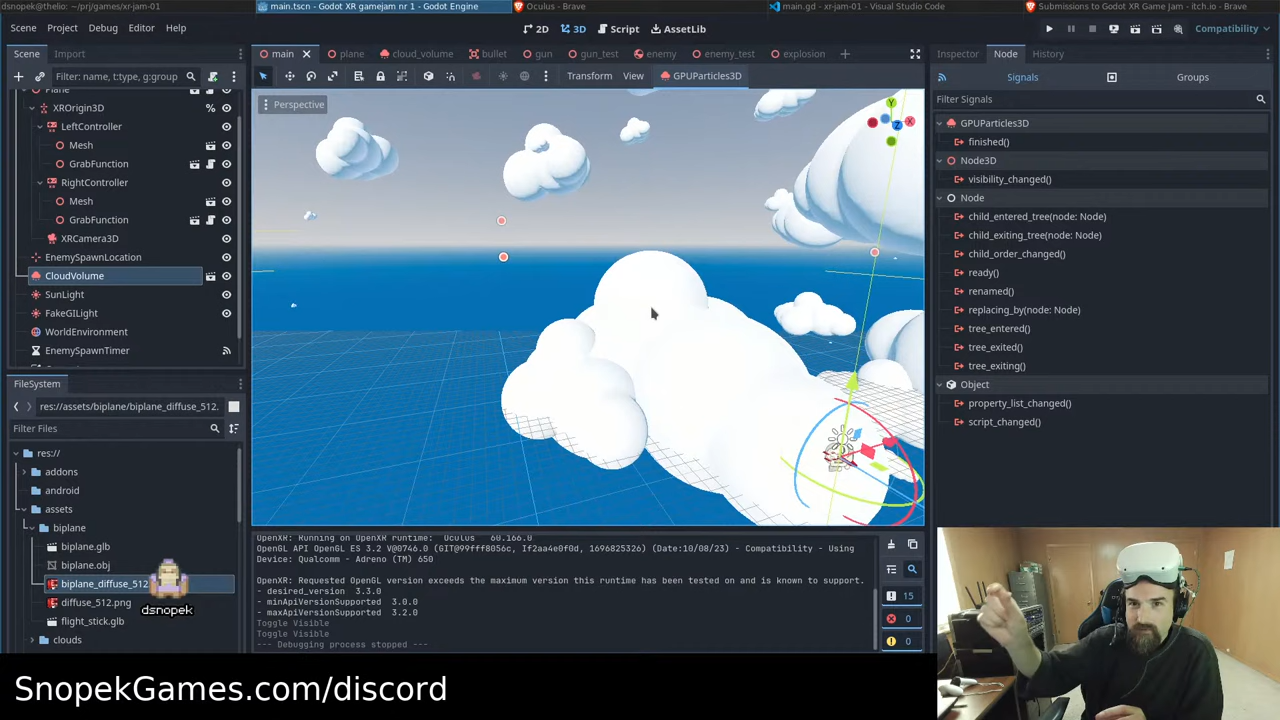 dsnopek@thelio: ~/prj/games/xr-jam-01
main.tscn - Godot XR gamejam nr 1 - Godot Engine
Oculus - Brave
main.gd - xr-jam-01 - Visual Studio Code
Submissions to Godot XR Game Jam - itch.io - Brave
Scene Project Debug Editor Help
2D 3D Script AssetLib
Compatibility
Scene Import
main plane cloud_volume bullet gun gun_test enemy enemy_test explosion
Inspector Node History
Filter: name, t:type, g:group
Transform View GPUParticles3D
Signals Groups
Perspective
Filter Signals
Plane
XROrigin3D
LeftController
Mesh
GrabFunction
RightController
Mesh
GrabFunction
XRCamera3D
EnemySpawnLocation
CloudVolume
SunLight
FakeGILight
WorldEnvironment
EnemySpawnTimer
Y
X
Z
GPUParticles3D
finished()
Node3D
visibility_changed()
Node
child_entered_tree(node: Node)
child_exiting_tree(node: Node)
child_order_changed()
ready()
renamed()
replacing_by(node: Node)
tree_entered()
tree_exited()
tree_exiting()
Object
property_list_changed()
script_changed()
FileSystem
res://assets/biplane/biplane_diffuse_512.
Filter Files
res://
addons
android
assets
biplane
biplane.glb
biplane.obj
biplane_diffuse_512
diffuse_512.png
flight_stick.glb
clouds
dsnopek
OpenXR: Running on OpenXR runtime: Oculus 60.166.0
OpenGL API OpenGL ES 3.2 V@0746.0 (GIT@99fff8056c, If2aa4e0f0d, 1696825326) (Date:10/08/23) - Compatibility - Using
Device: Qualcomm - Adreno (TM) 650
OpenXR: Requested OpenGL version exceeds the maximum version this runtime has been tested on and is known to support.
- desired_version 3.3.0
- minApiVersionSupported 3.0.0
- maxApiVersionSupported 3.2.0
Toggle Visible
Toggle Visible
--- Debugging process stopped ---
15
0
0
SnopekGames.com/discord